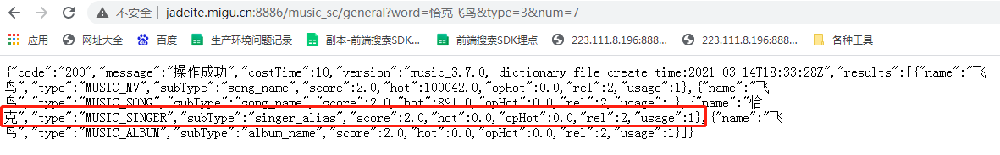 不安全 | jadeite.migu.cn:8886/music_sc/general?word=恰克飞鸟&type=3&num=7
应用 网址大全 百度 生产环境问题记录 副本-前端搜索SDK... 前端搜索SDK埋点 223.111.8.196:888... 223.111.8.196:888... 各种工具
{"code":"200","message":"操作成功","costTime":10,"version":"music_3.7.0, dictionary file create time:2021-03-14T18:33:28Z","results":[{"name":"飞
鸟","type":"MUSIC_MV","subType":"song_name","score":2.0,"hot":100042.0,"opHot":0.0,"rel":2,"usage":1},{"name":"飞
鸟","type":"MUSIC_SONG","subType":"song_name","score":2.0,"hot":891.0,"opHot":0.0,"rel":2,"usage":1},{"name":"恰
克","type":"MUSIC_SINGER","subType":"singer_alias","score":2.0,"hot":0.0,"opHot":0.0,"rel":2,"usage":1},{"name":"飞
鸟","type":"MUSIC_ALBUM","subType":"album_name","score":2.0,"hot":0.0,"opHot":0.0,"rel":2,"usage":1}]}